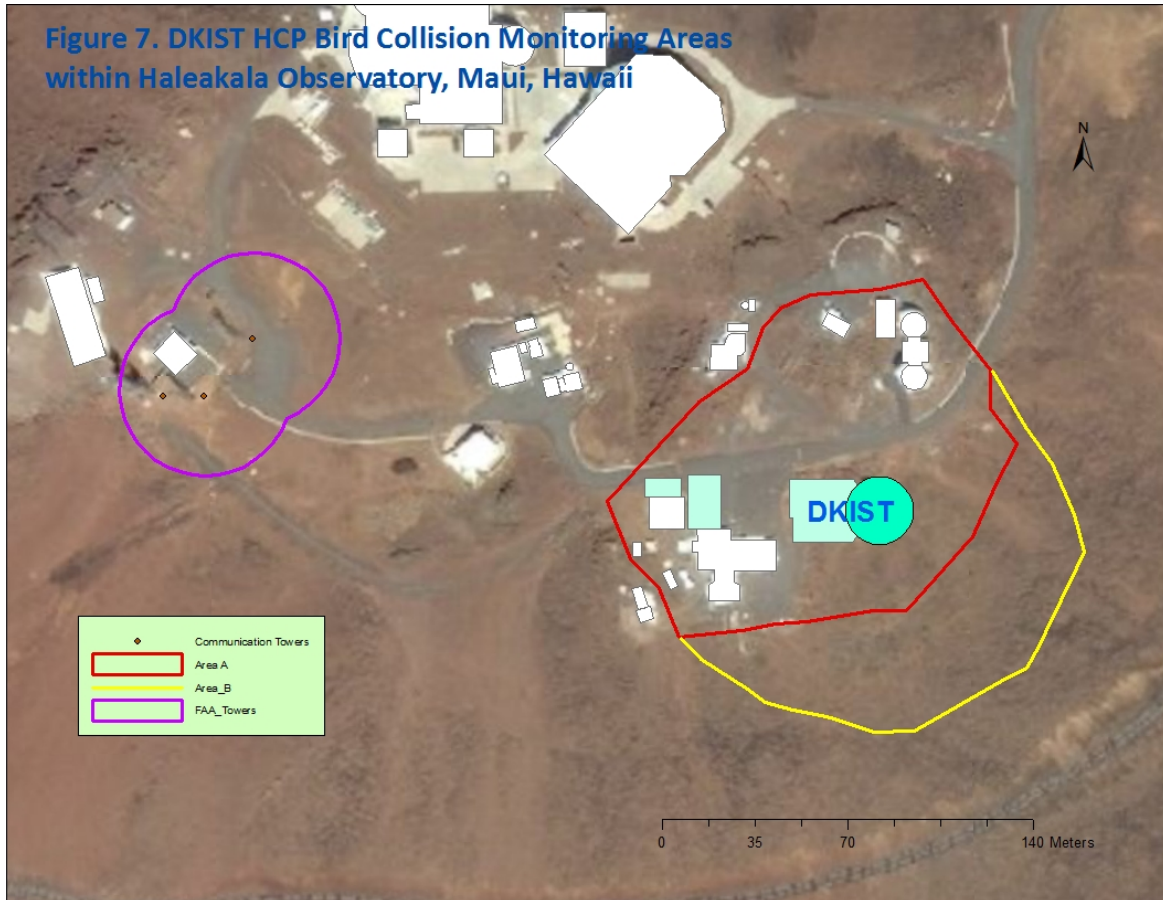 Figure 7. DKIST HCP Bird Collision Monitoring Areas
within Haleakala Observatory, Maui, Hawaii
N
DKIST
Communication Towers
Area A
Area_B
FAA_Towers
0 35 70 140 Meters